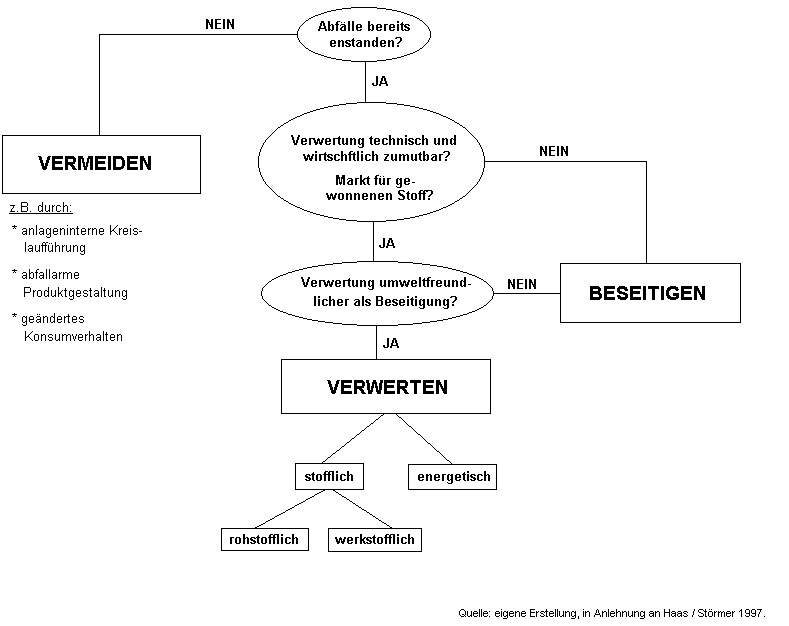 Abfälle bereits
enstanden?
NEIN
JA
VERMEIDEN
z.B. durch:
* anlageninterne Kreis-
laufführung
* abfallarme
Produktgestaltung
* geändertes
Konsumverhalten
Verwertung technisch und
wirtschftlich zumutbar?
Markt für ge-
wonnenen Stoff?
NEIN
JA
Verwertung umweltfreund-
licher als Beseitigung?
NEIN
BESEITIGEN
JA
VERWERTEN
stofflich
energetisch
rohstofflich
werkstofflich
Quelle: eigene Erstellung, in Anlehnung an Haas / Störmer 1997.